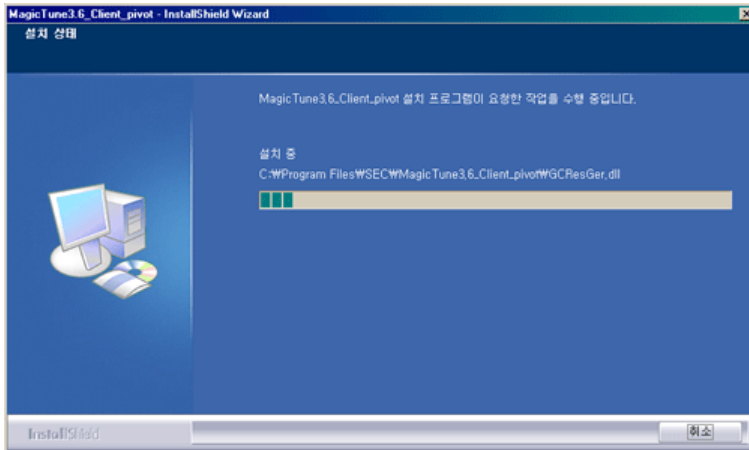 MagicTune3.6_Client_pivot - InstallShield Wizard
설치 상태
MagicTune3.6_Client_pivot 설치 프로그램이 요청한 작업을 수행 중입니다.
설치 중
C:₩Program Files₩SEC₩MagicTune3.6_Client_pivot₩GCResGer.dll
InstallShield
취소